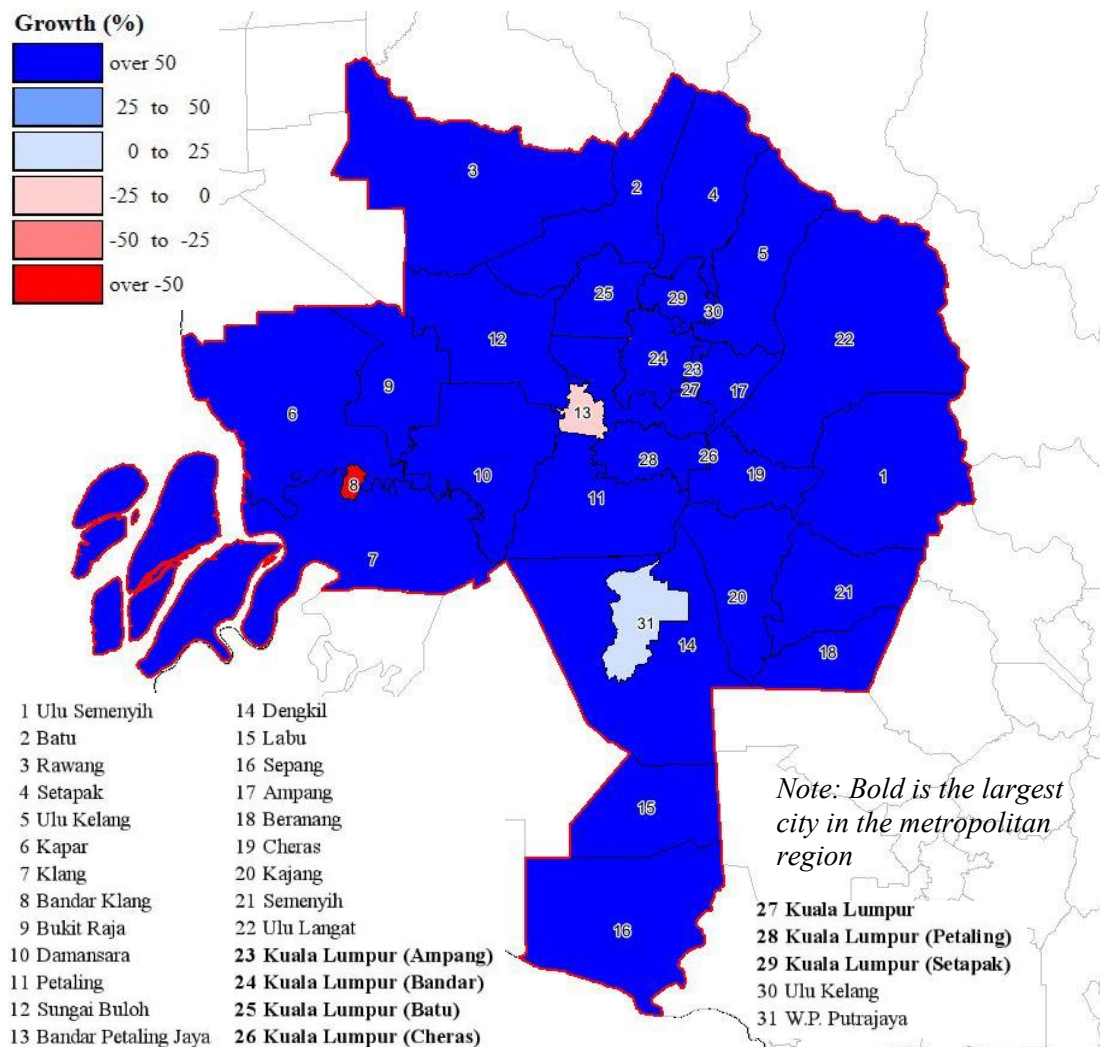 Growth (%)
over 50
25 to 50
0 to 25
-25 to 0
-50 to -25
over -50
3
2
4
5
25
29
30
12
24
22
23
9
27
17
13
6
28
26
19
10
1
8
11
7
20
21
31
14
18
15
16
1 Ulu Semenyih
2 Batu
3 Rawang
4 Setapak
5 Ulu Kelang
6 Kapar
7 Klang
8 Bandar Klang
9 Bukit Raja
10 Damansara
11 Petaling
12 Sungai Buloh
13 Bandar Petaling Jaya
14 Dengkil
15 Labu
16 Sepang
17 Ampang
18 Beranang
19 Cheras
20 Kajang
21 Semenyih
22 Ulu Langat
23 Kuala Lumpur (Ampang)
24 Kuala Lumpur (Bandar)
25 Kuala Lumpur (Batu)
26 Kuala Lumpur (Cheras)
Note: Bold is the largest
city in the metropolitan
region
27 Kuala Lumpur
28 Kuala Lumpur (Petaling)
29 Kuala Lumpur (Setapak)
30 Ulu Kelang
31 W.P. Putrajaya